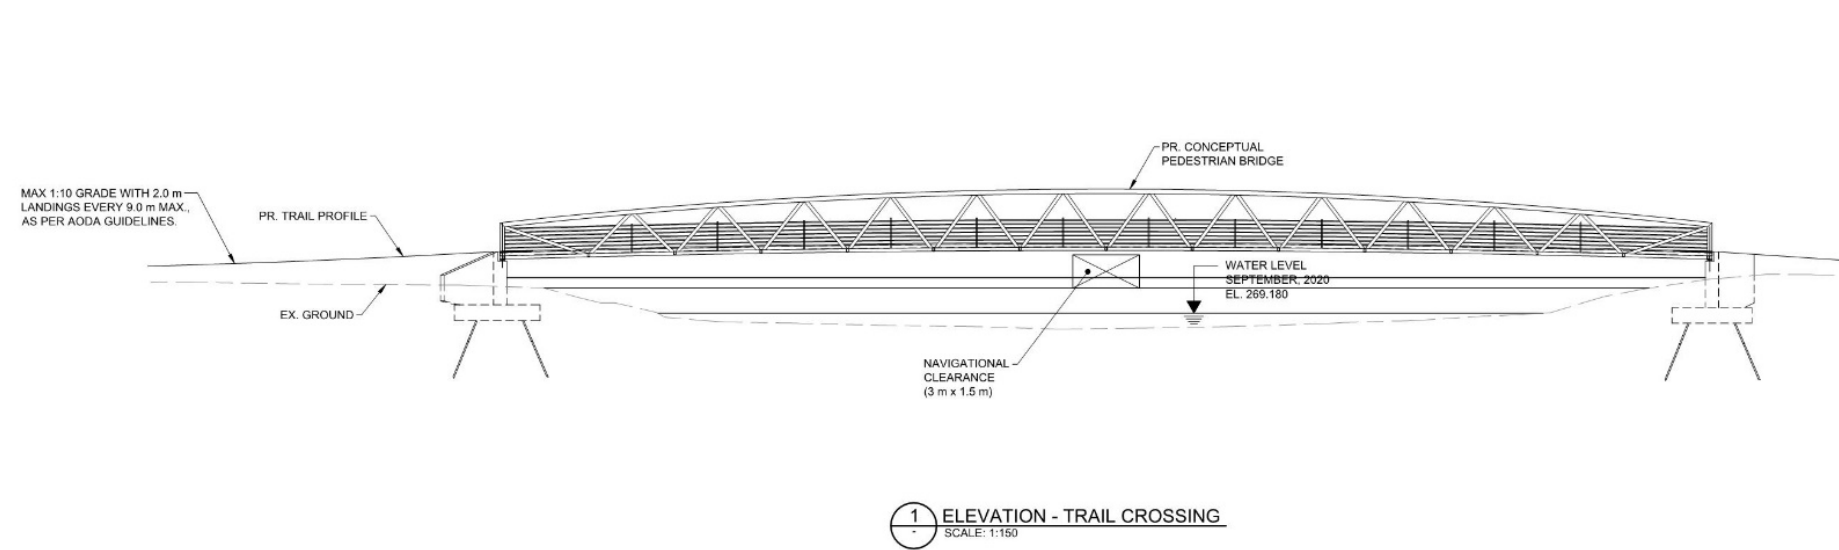 PR. CONCEPTUAL
PEDESTRIAN BRIDGE
MAX 1:10 GRADE WITH 2.0 m
LANDINGS EVERY 9.0 m MAX.,
AS PER AODA GUIDELINES.
PR. TRAIL PROFILE
WATER LEVEL
SEPTEMBER, 2020
EL. 269.180
EX. GROUND
NAVIGATIONAL
CLEARANCE
(3 m x 1.5 m)
1
-
ELEVATION - TRAIL CROSSING
SCALE: 1:150